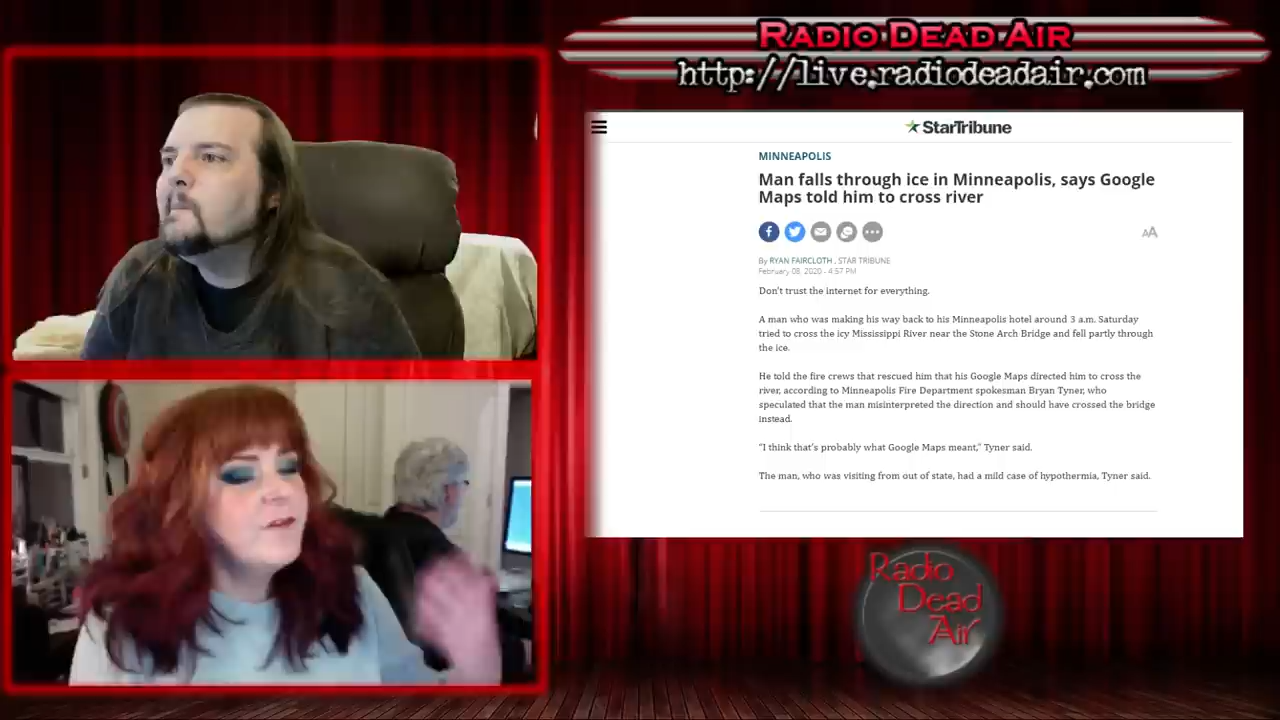 RADIO DEAD AIR
http://live.radiodeadair.com
StarTribune
MINNEAPOLIS
Man falls through ice in Minneapolis, says Google
Maps told him to cross river
AA
By RYAN FAIRCLOTH , STAR TRIBUNE
February 08, 2020 - 4:57 PM
Don't trust the internet for everything.
A man who was making his way back to his Minneapolis hotel around 3 a.m. Saturday
tried to cross the icy Mississippi River near the Stone Arch Bridge and fell partly through
the ice.
He told the fire crews that rescued him that his Google Maps directed him to cross the
river, according to Minneapolis Fire Department spokesman Bryan Tyner, who
speculated that the man misinterpreted the direction and should have crossed the bridge
instead.
“I think that’s probably what Google Maps meant,” Tyner said.
The man, who was visiting from out of state, had a mild case of hypothermia, Tyner said.
Radio
Dead
Air